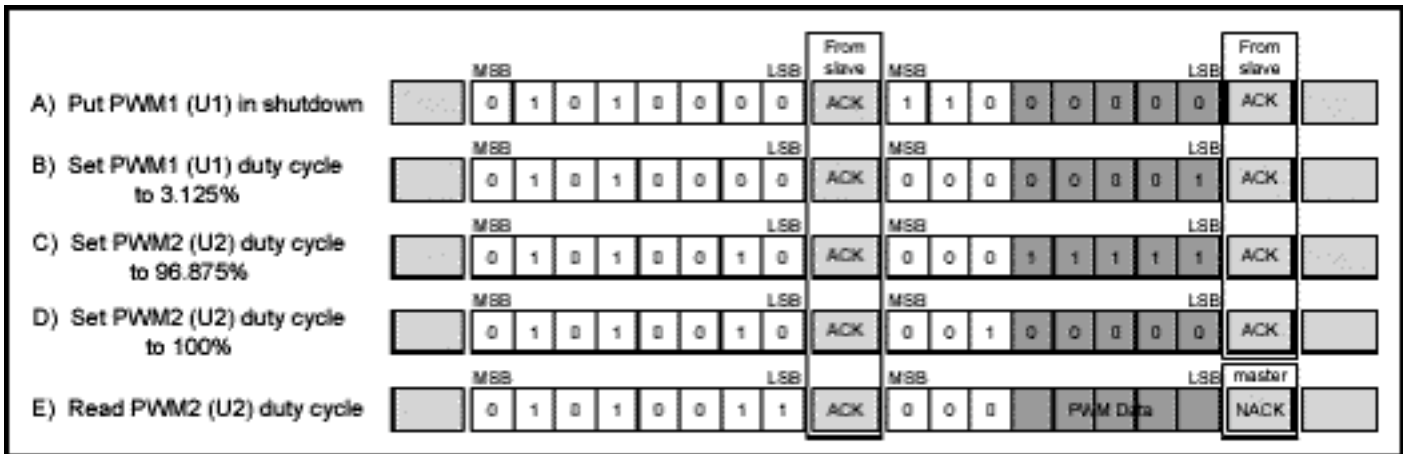 From From
MSB LSB slave MSB LSB slave
A) Put PWM1 (U1) in shutdown 0 1 0 1 0 0 0 0 ACK 1 1 0 0 0 0 0 0 ACK
MSB LSB MSB LSB
B) Set PWM1 (U1) duty cycle
to 3.125%
0 1 0 1 0 0 0 0 ACK 0 0 0 0 0 0 0 1 ACK
MSB LSB MSB LSB
C) Set PWM2 (U2) duty cycle
to 96.875%
0 1 0 1 0 0 1 0 ACK 0 0 0 1 1 1 1 1 ACK
MSB LSB MSB LSB
D) Set PWM2 (U2) duty cycle
to 100%
0 1 0 1 0 0 1 0 ACK 0 0 1 0 0 0 0 0 ACK
MSB LSB MSB LSB master
E) Read PWM2 (U2) duty cycle 0 1 0 1 0 0 1 1 ACK 0 0 0 PWM Data NACK